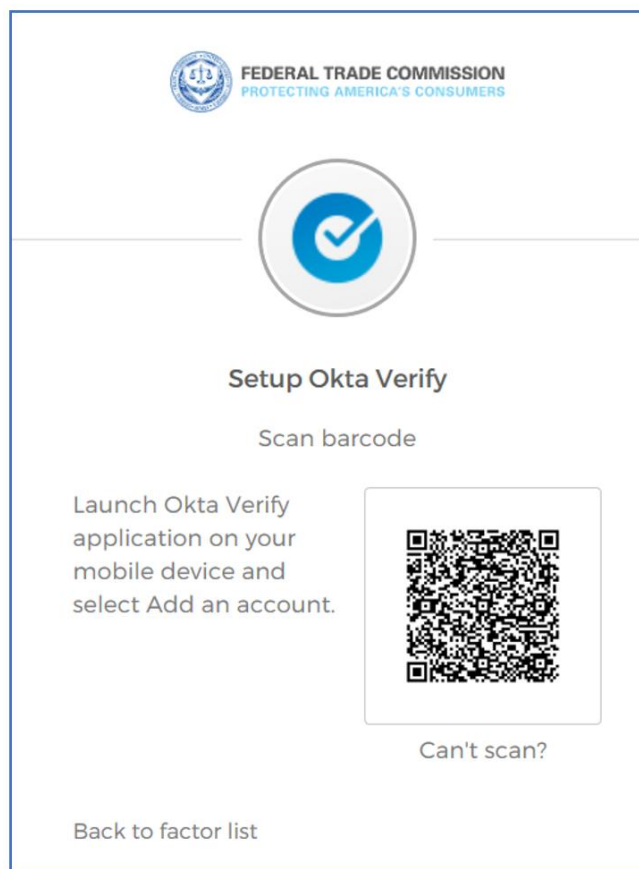 FEDERAL TRADE COMMISSION
PROTECTING AMERICA'S CONSUMERS
Setup Okta Verify
Scan barcode
Launch Okta Verify
application on your
mobile device and
select Add an account.
Can't scan?
Back to factor list